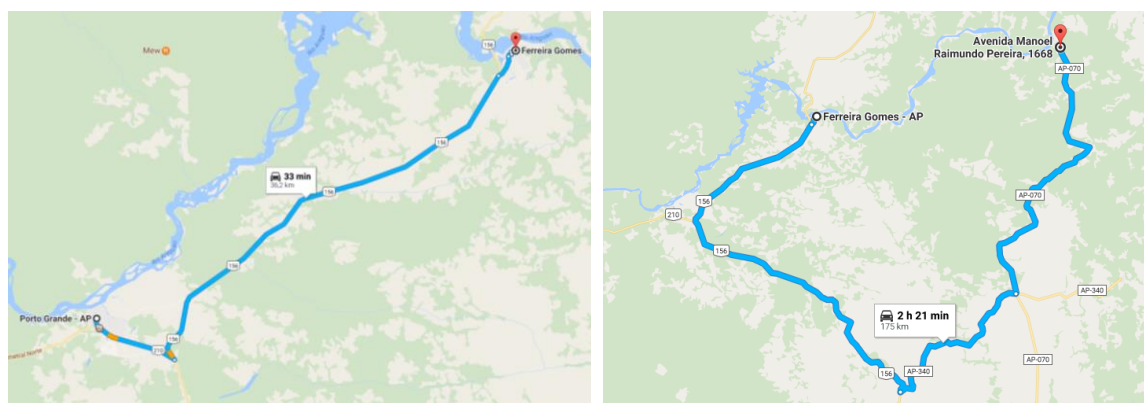 Mew
156
Ferreira Gomes
156
33 min
36,2 km
156
156
Porto Grande - AP
156
210
Avenida Manoel
Raimundo Pereira, 1668
AP-070
Ferreira Gomes - AP
AP-070
156
210
156
AP-340
2 h 21 min
175 km
156
AP-340
AP-070